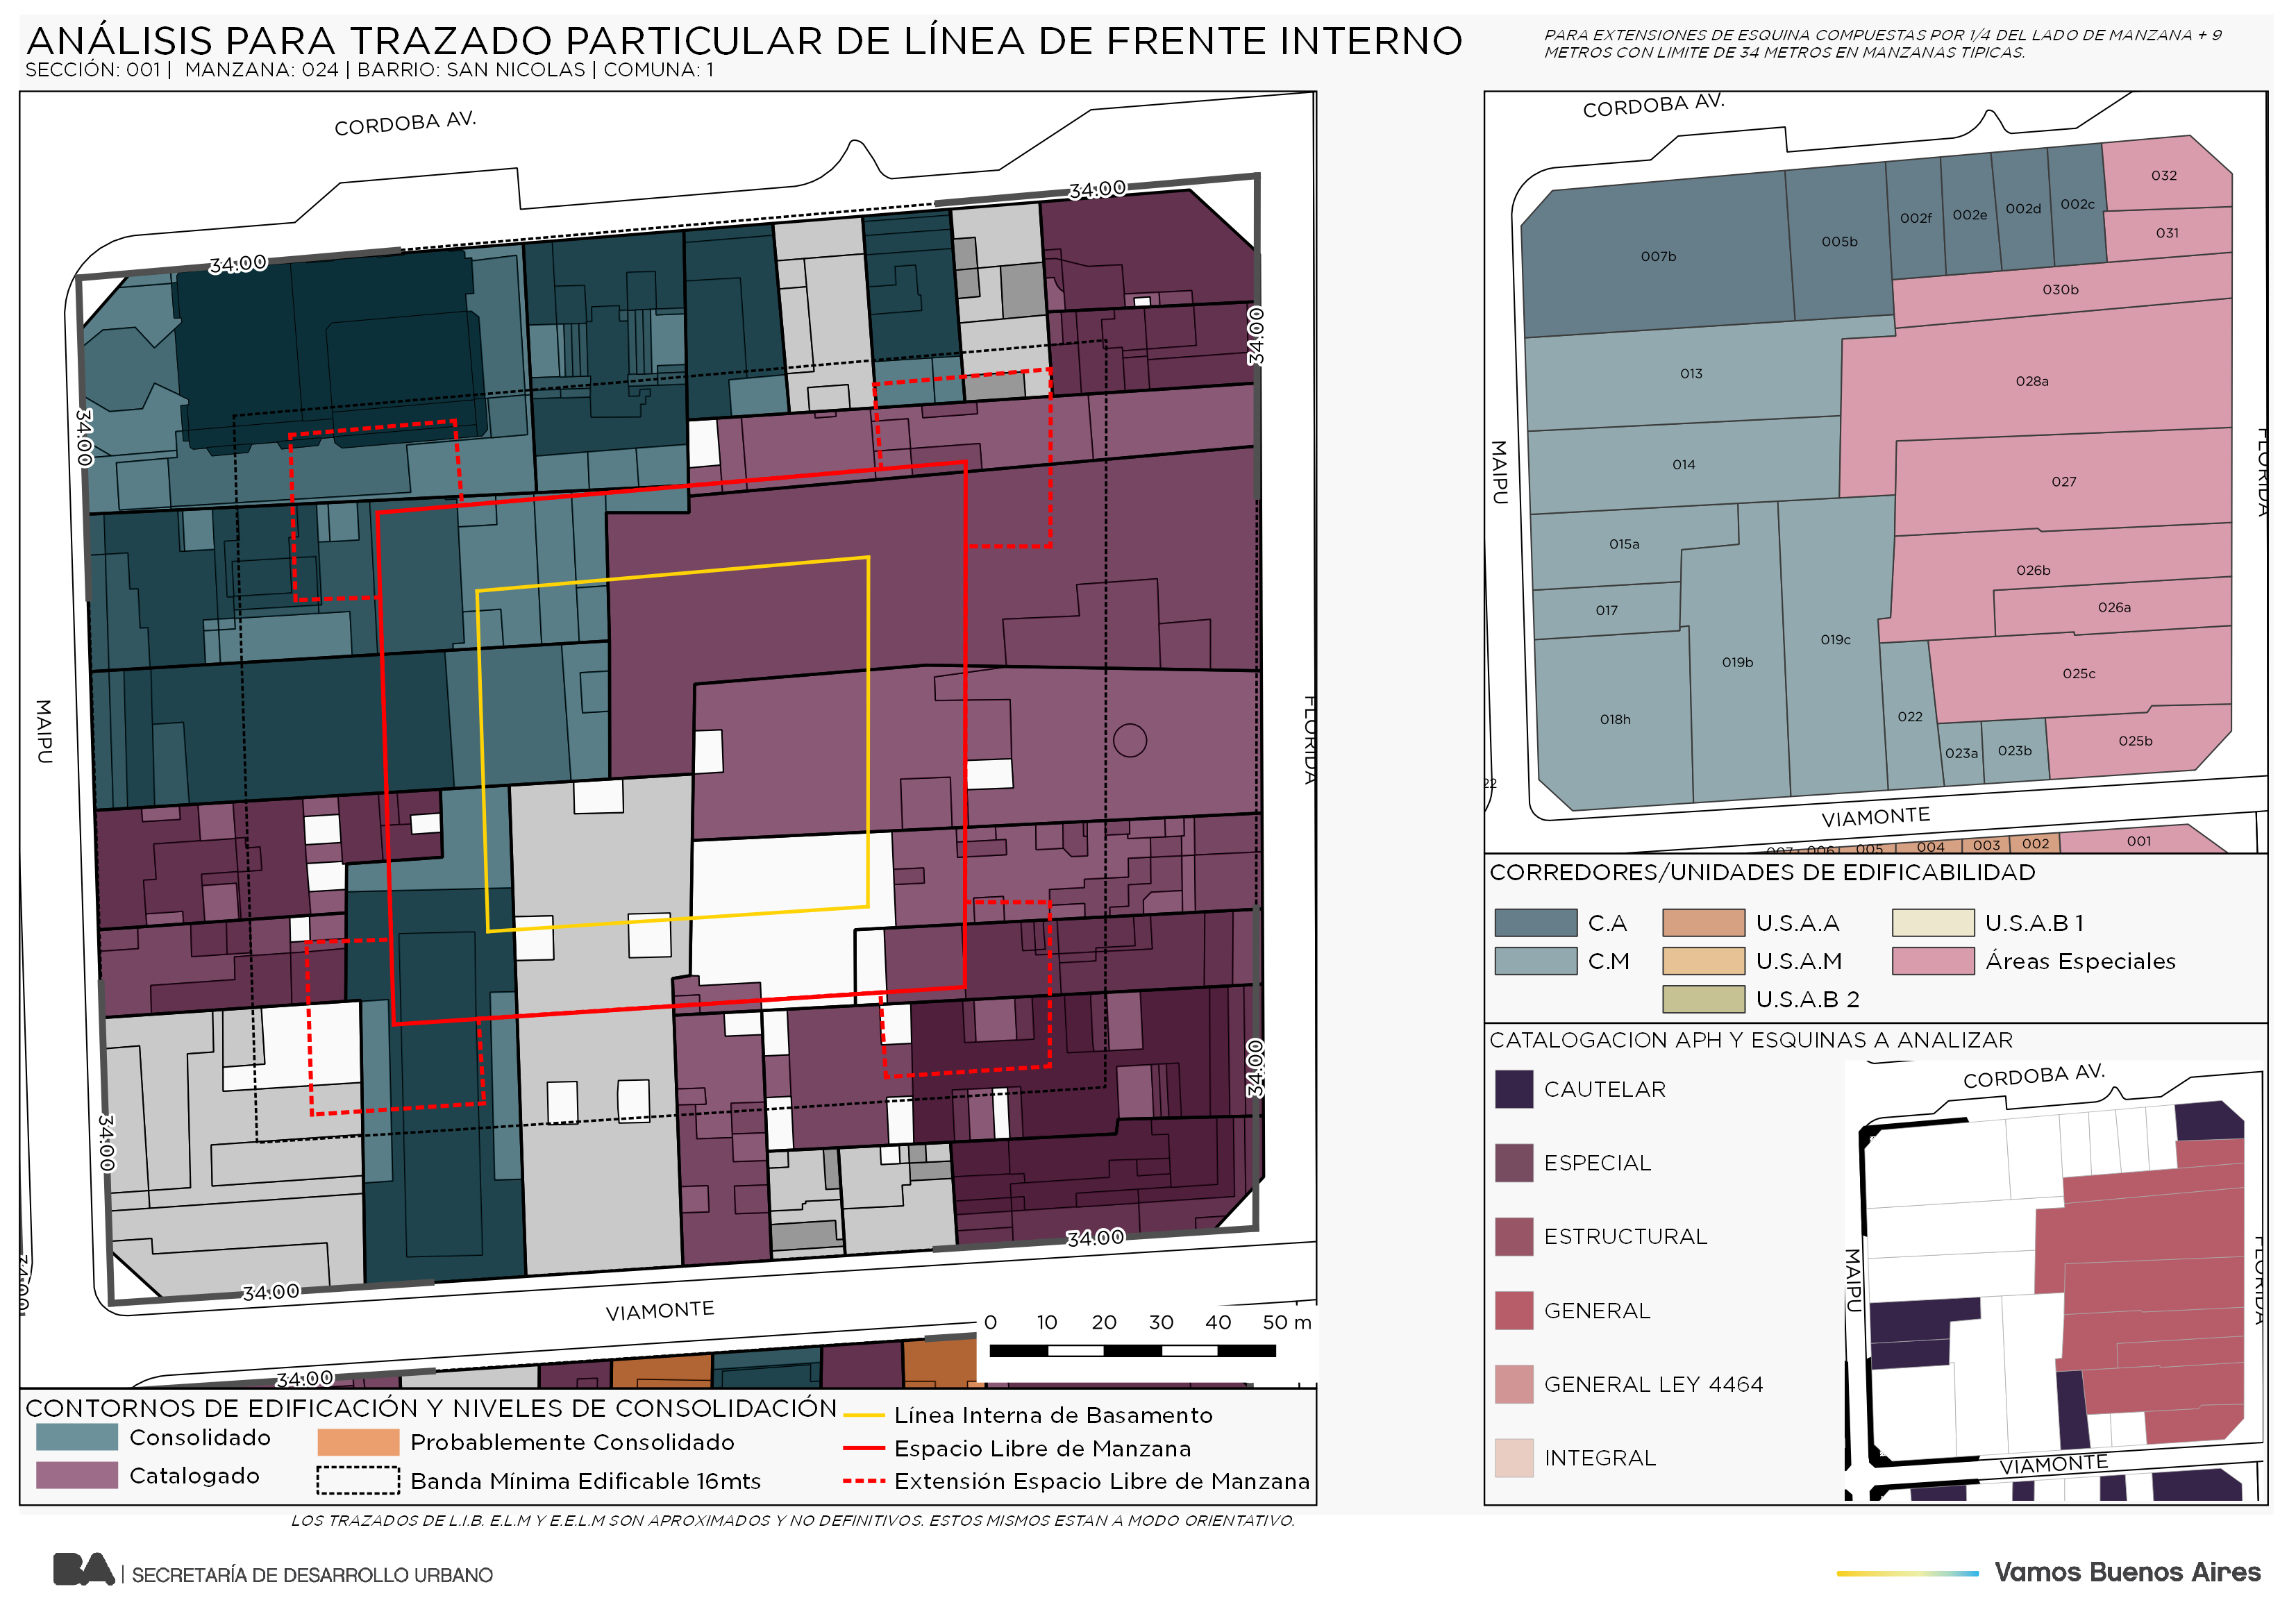 ANÁLISIS PARA TRAZADO PARTICULAR DE LÍNEA DE FRENTE INTERNO
SECCIÓN: 001 | MANZANA: 024 | BARRIO: SAN NICOLAS | COMUNA: 1
PARA EXTENSIONES DE ESQUINA COMPUESTAS POR 1/4 DEL LADO DE MANZANA + 9
METROS CON LIMITE DE 34 METROS EN MANZANAS TIPICAS.
CORDOBA AV.
34:00
34:00
34:00
34:00
MAIPU
FLORIDA
34:00
34:00
34:00
34:00
VIAMONTE
34:00
0 10 20 30 40 50 m
CONTORNOS DE EDIFICACIÓN Y NIVELES DE CONSOLIDACIÓN
Consolidado
Catalogado
Probablemente Consolidado
Banda Mínima Edificable 16mts
Línea Interna de Basamento
Espacio Libre de Manzana
Extensión Espacio Libre de Manzana
CORDOBA AV.
032
002c
002d
002e
002f
005b
007b
031
030b
013
028a
014
027
015a
026b
017
026a
019c
019b
025c
018h
022
023a
023b
025b
MAIPU
FLORIDA
22
VIAMONTE
007 006 005 004 003 002 001
CORREDORES/UNIDADES DE EDIFICABILIDAD
C.A
C.M
U.S.A.A
U.S.A.M
U.S.A.B 2
U.S.A.B 1
Áreas Especiales
CATALOGACION APH Y ESQUINAS A ANALIZAR
CAUTELAR
ESPECIAL
ESTRUCTURAL
GENERAL
GENERAL LEY 4464
INTEGRAL
CORDOBA AV.
MAIPU
FLORIDA
VIAMONTE
LOS TRAZADOS DE L.I.B. E.L.M Y E.E.L.M SON APROXIMADOS Y NO DEFINITIVOS. ESTOS MISMOS ESTAN A MODO ORIENTATIVO.
BA | SECRETARÍA DE DESARROLLO URBANO
Vamos Buenos Aires